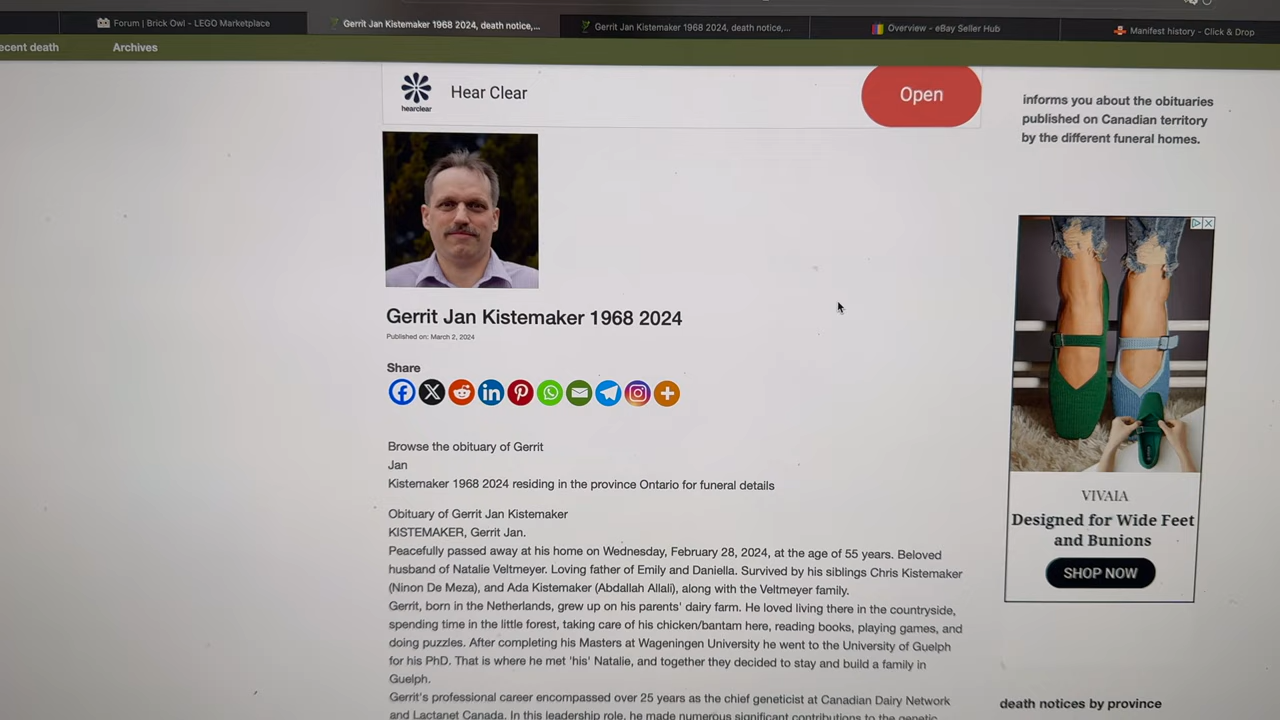 Forum | Brick Owl - LEGO Marketplace
Gerrit Jan Kistemaker 1968 2024, death notice,...
Gerrit Jan Kistemaker 1968 2024, death notice,...
Overview - eBay Seller Hub
Manifest history - Click & Drop
ecent death
Archives
hearclear
Hear Clear
Open
informs you about the obituaries
published on Canadian territory
by the different funeral homes.
Gerrit Jan Kistemaker 1968 2024
Published on: March 2, 2024
Share
Browse the obituary of Gerrit
Jan
Kistemaker 1968 2024 residing in the province Ontario for funeral details
Obituary of Gerrit Jan Kistemaker
KISTEMAKER, Gerrit Jan.
Peacefully passed away at his home on Wednesday, February 28, 2024, at the age of 55 years. Beloved
husband of Natalie Veltmeyer. Loving father of Emily and Daniella. Survived by his siblings Chris Kistemaker
(Ninon De Meza), and Ada Kistemaker (Abdallah Allali), along with the Veltmeyer family.
Gerrit, born in the Netherlands, grew up on his parents' dairy farm. He loved living there in the countryside,
spending time in the little forest, taking care of his chicken/bantam here, reading books, playing games, and
doing puzzles. After completing his Masters at Wageningen University he went to the University of Guelph
for his PhD. That is where he met 'his' Natalie, and together they decided to stay and build a family in
Guelph.
Gerrit's professional career encompassed over 25 years as the chief geneticist at Canadian Dairy Network
and Lactanet Canada. In this leadership role, he made numerous significant contributions to the genetic
VIVAIA
Designed for Wide Feet
and Bunions
SHOP NOW
death notices by province